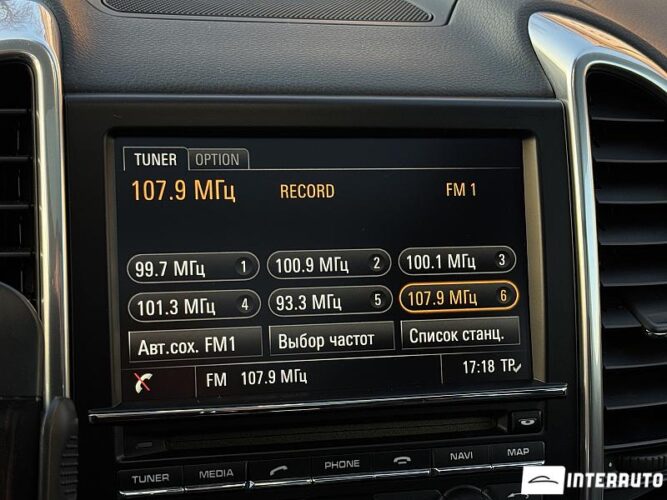 TUNER OPTION
107.9 МГц RECORD FM 1
99.7 МГц 1 100.9 МГц 2 100.1 МГц 3
101.3 МГц 4 93.3 МГц 5 107.9 МГц 6
Авт.сох. FM1 Выбор частот Список станц.
FM 107.9 МГц 17:18 TP
TUNER MEDIA PHONE NAVI MAP
INTERAUTO